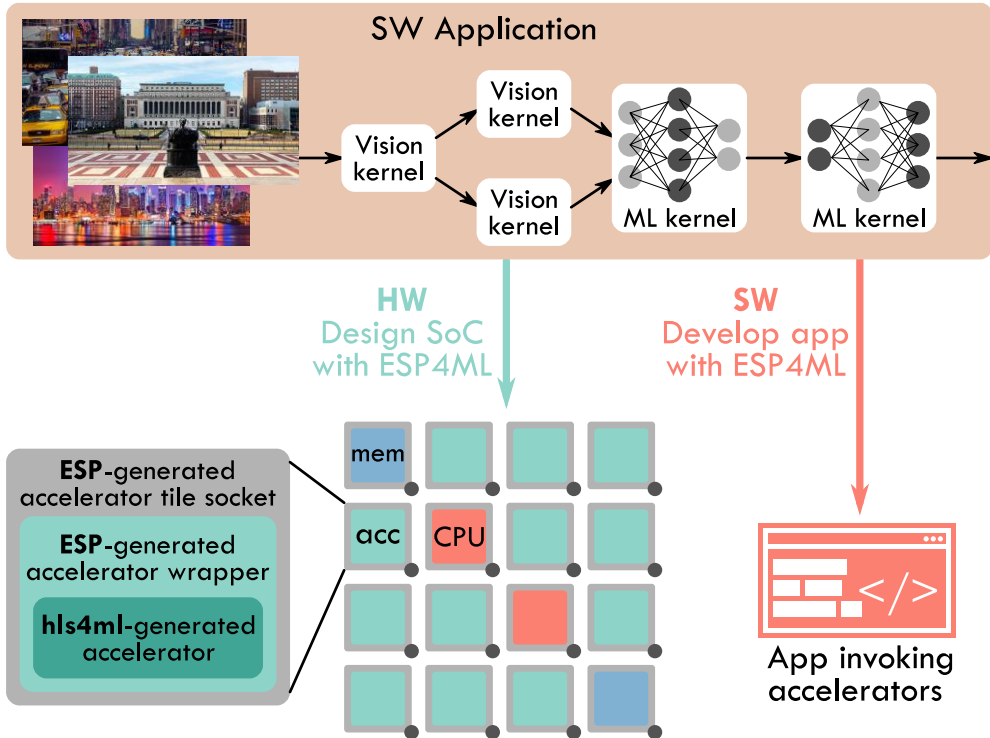 SW Application
Vision
kernel
Vision
kernel
Vision
kernel
ML kernel
ML kernel
HW
Design SoC
with ESP4ML
SW
Develop app
with ESP4ML
ESP-generated
accelerator tile socket
ESP-generated
accelerator wrapper
hls4ml-generated
accelerator
mem
acc
CPU
</>
App invoking
accelerators